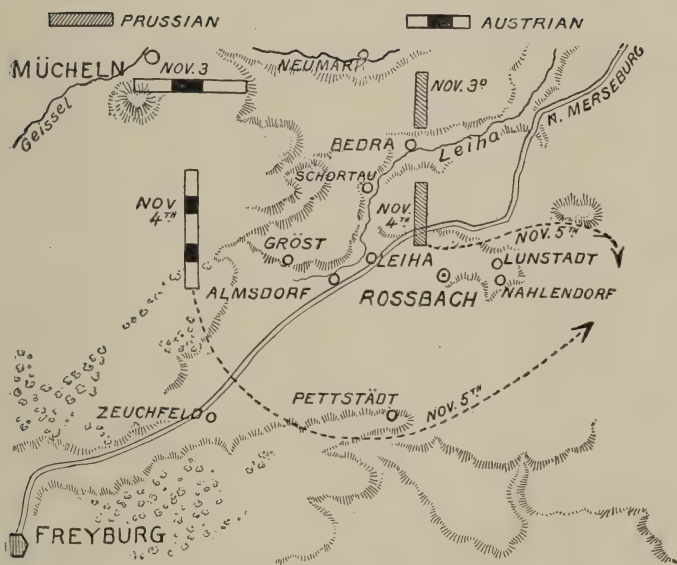 PRUSSIAN
AUSTRIAN
MÜCHELN
NOV. 3
NEUMARP.
NOV. 3D
N. MERSEBURG
Geissel
BEDRA
Leiha
SCHORTAU
NOV
4TH
NOV.
4TH
NOV. 5TH
GRÖST
LEIHA
LUNSTADT
ALMSDORF
ROSSBACH
NAHLENDORF
ZEUCHFELD
PETTSTÄDT
NOV. 5TH
FREYBURG